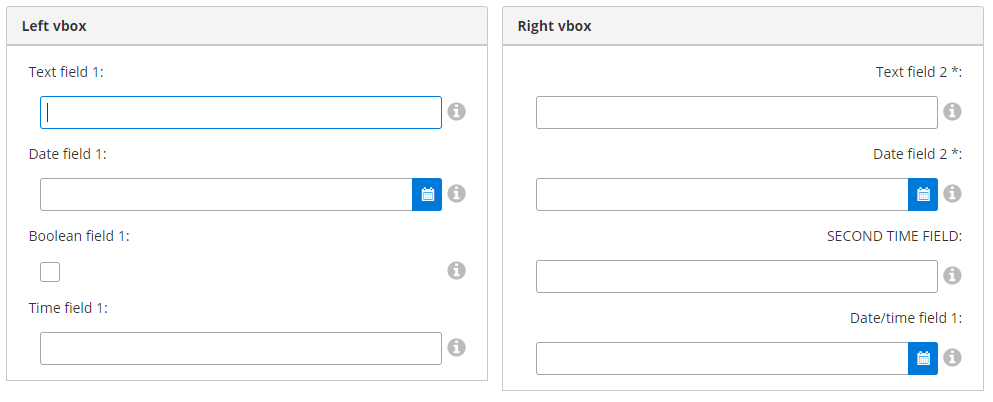 Left vbox
Text field 1:
Date field 1:
Boolean field 1:
Time field 1:
Right vbox
Text field 2 *:
Date field 2 *:
SECOND TIME FIELD:
Date/time field 1: